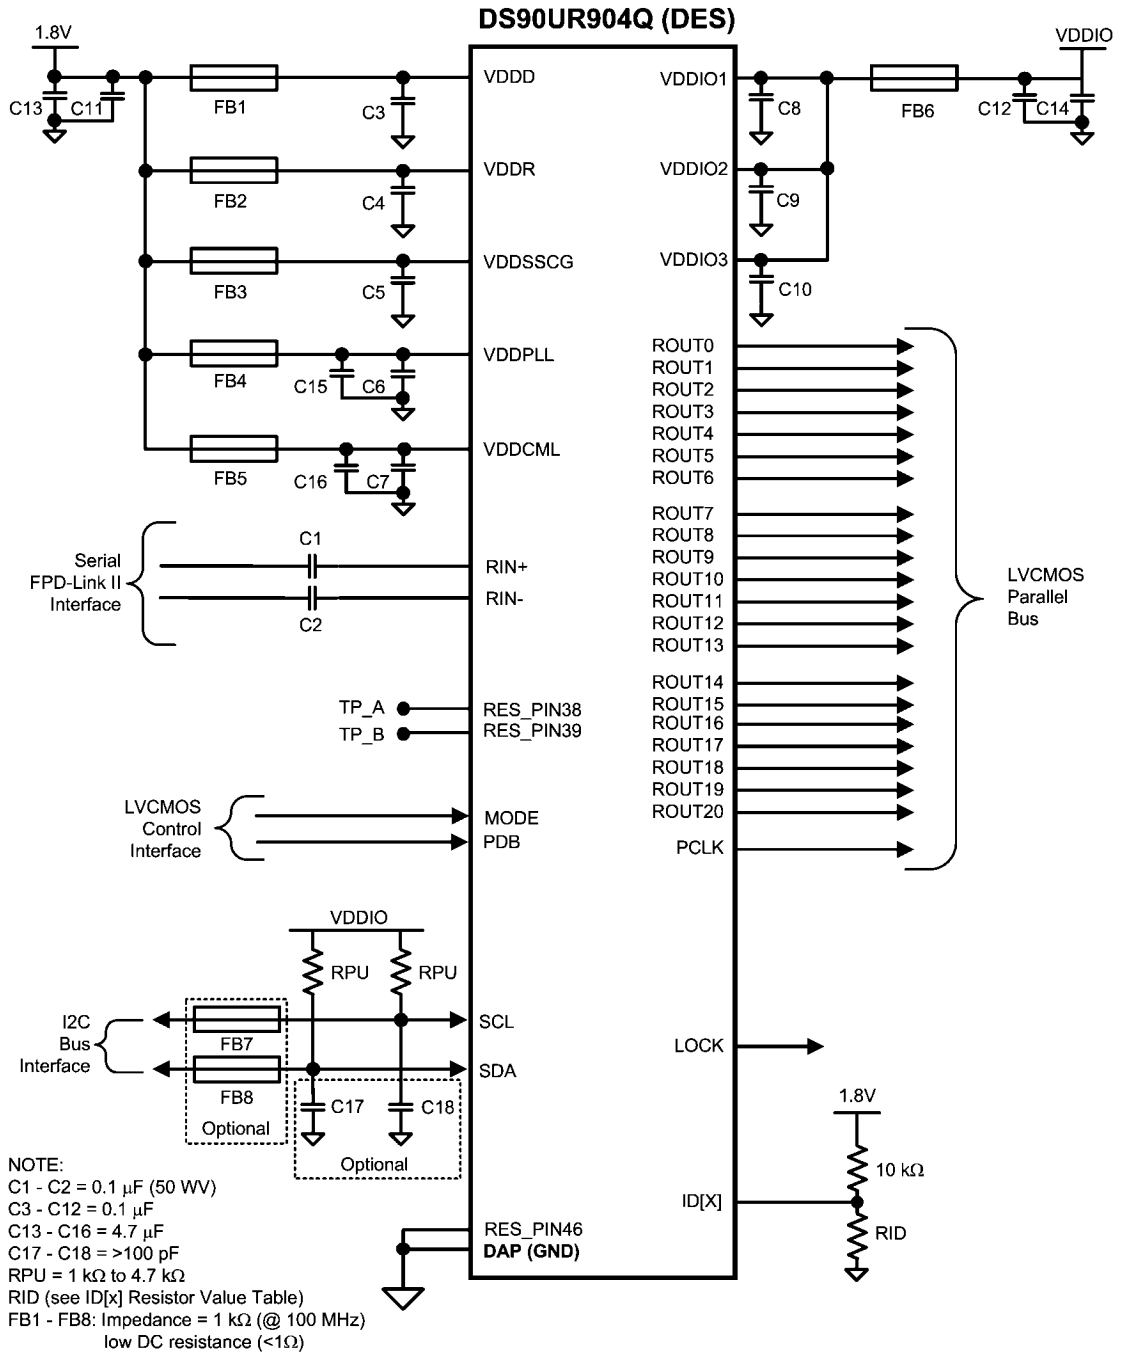 DS90UR904Q (DES)
1.8V
VDDIO
C13
C11
FB1
C3
VDDD
VDDIO1
C8
FB6
C12
C14
FB2
C4
VDDR
VDDIO2
C9
FB3
C5
VDDSSCG
VDDIO3
C10
FB4
C15
C6
VDDPLL
FB5
C16
C7
VDDCML
ROUT0
ROUT1
ROUT2
ROUT3
ROUT4
ROUT5
ROUT6
ROUT7
ROUT8
ROUT9
ROUT10
ROUT11
ROUT12
ROUT13
ROUT14
ROUT15
ROUT16
ROUT17
ROUT18
ROUT19
ROUT20
PCLK
LVCMOS
Parallel
Bus
Serial
FPD-Link II
Interface
C1
C2
RIN+
RIN-
TP_A
TP_B
RES_PIN38
RES_PIN39
LVCMOS
Control
Interface
MODE
PDB
VDDIO
RPU
RPU
I2C
Bus
Interface
FB7
FB8
Optional
SCL
SDA
C17
C18
Optional
LOCK
1.8V
10 kΩ
ID[X]
RID
RES_PIN46
DAP (GND)
NOTE:
C1 - C2 = 0.1 μF (50 WV)
C3 - C12 = 0.1 μF
C13 - C16 = 4.7 μF
C17 - C18 = >100 pF
RPU = 1 kΩ to 4.7 kΩ
RID (see ID[x] Resistor Value Table)
FB1 - FB8: Impedance = 1 kΩ (@ 100 MHz)
low DC resistance (<1Ω)